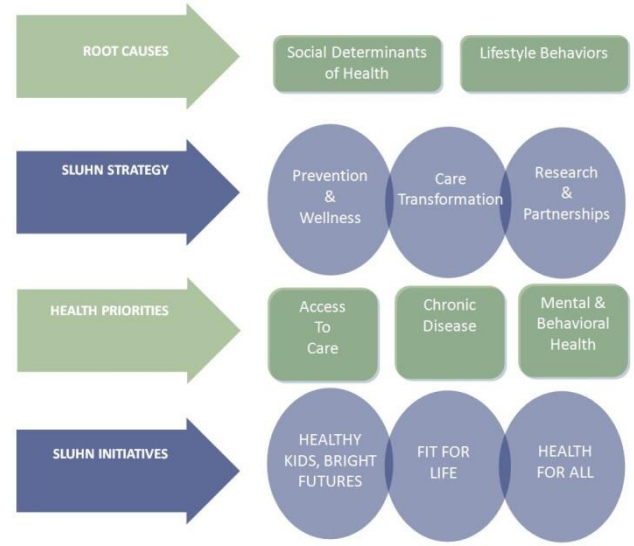 ROOT CAUSES
Social Determinants
of Health
Lifestyle Behaviors
SLUHN STRATEGY
Prevention
&
Wellness
Care
Transformation
Research
&
Partnerships
HEALTH PRIORITIES
Access
To
Care
Chronic
Disease
Mental &
Behavioral
Health
SLUHN INITIATIVES
HEALTHY
KIDS, BRIGHT
FUTURES
FIT FOR
LIFE
HEALTH
FOR ALL